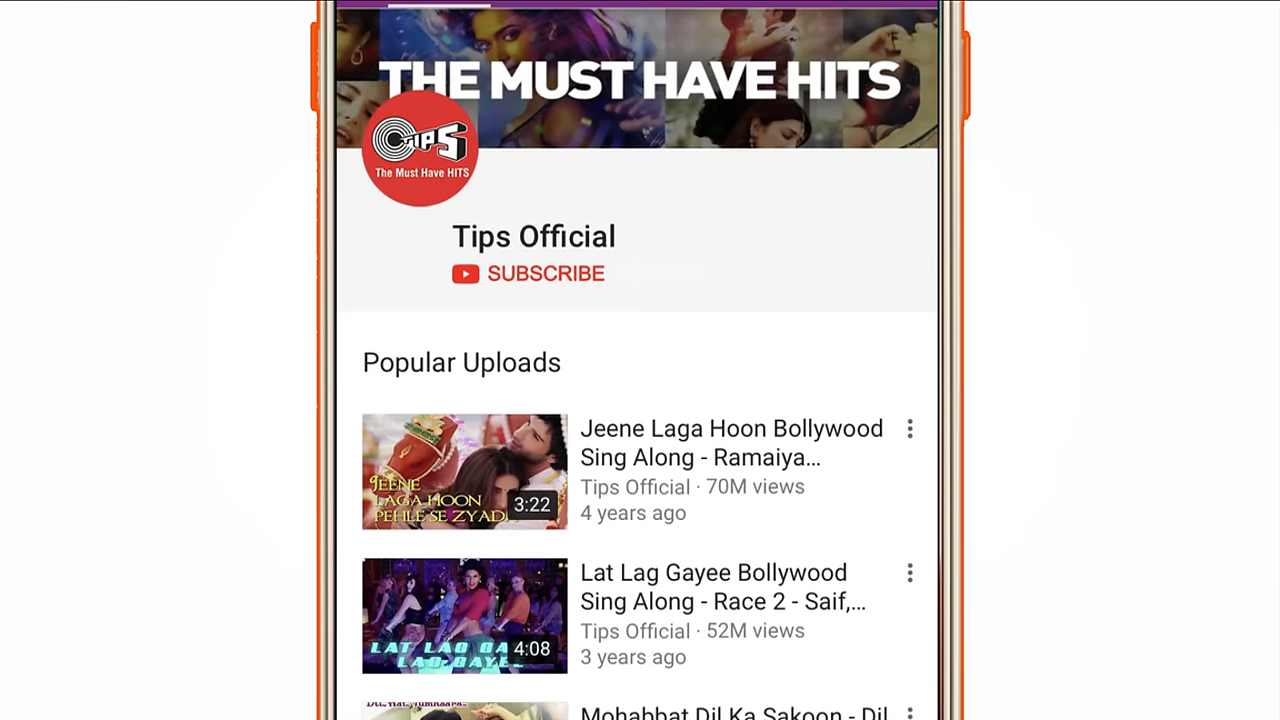 THE MUST HAVE HITS
TIPS
The Must Have HITS
Tips Official
SUBSCRIBE
Popular Uploads
JEENE
LAGA HOON
PEHLE SE ZYADA
3:22
Jeene Laga Hoon Bollywood
Sing Along - Ramaiya...
Tips Official · 70M views
4 years ago
LAT LAG GA
LAG GAYEE
4:08
Lat Lag Gayee Bollywood
Sing Along - Race 2 - Saif,...
Tips Official · 52M views
3 years ago
Mohabbat Dil Ka Sakoon - Dil